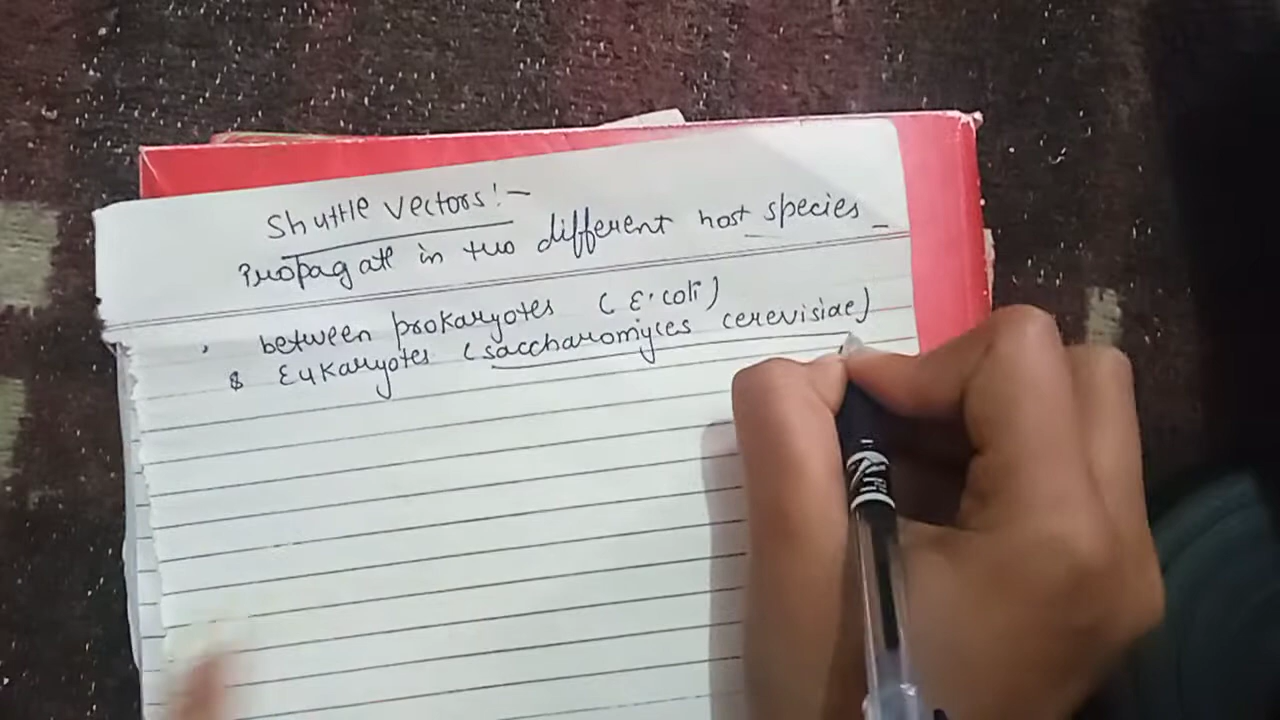 Shuttle Vectors:-
Propagate in two different host species -
between prokaryotes (E. coli)
& Eukaryotes (saccharomyces cerevisiae)